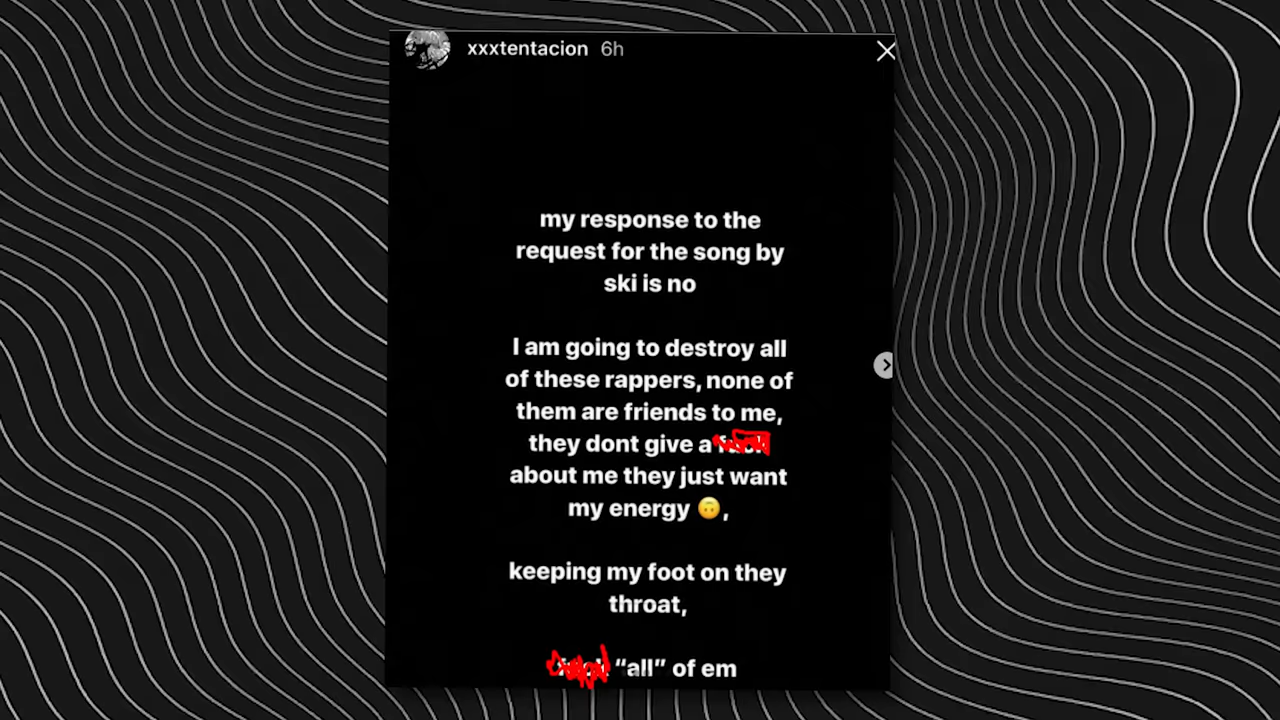 xxxtentacion 6h
my response to the
request for the song by
ski is no
I am going to destroy all
of these rappers, none of
them are friends to me,
they dont give a
about me they just want
my energy 🙃,
keeping my foot on they
throat,
“all” of em